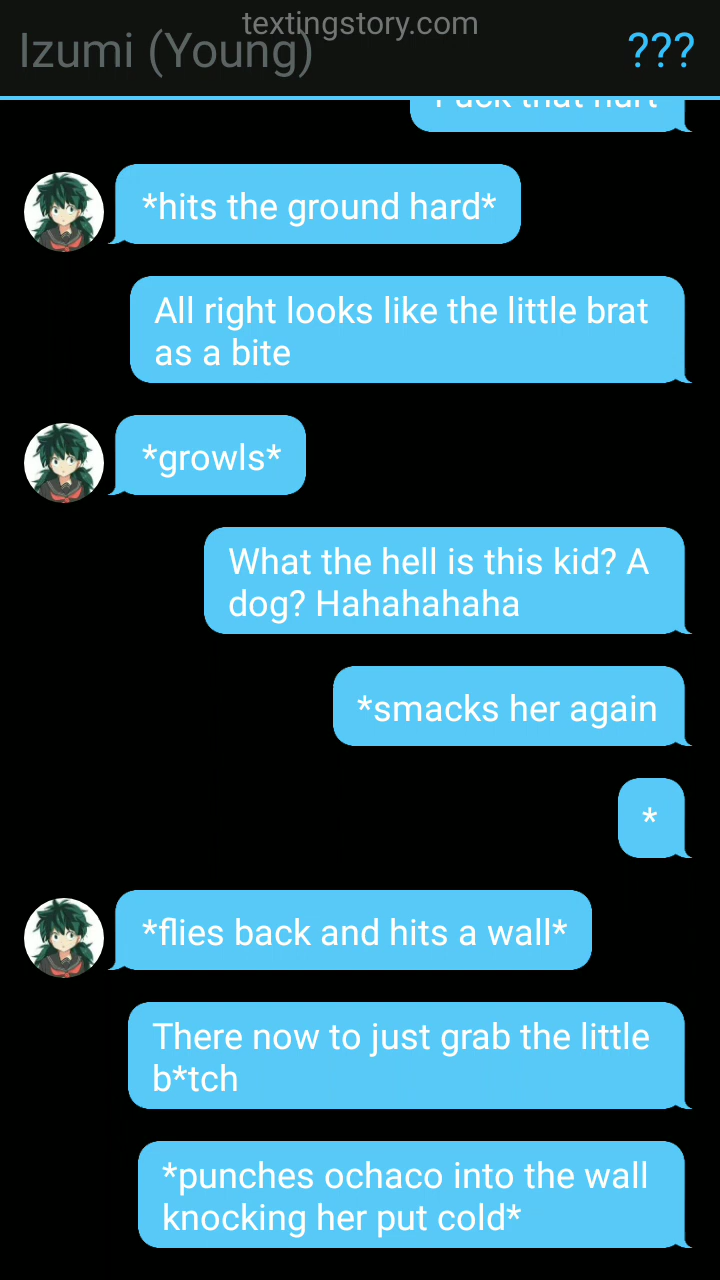 textingstory.com
Izumi (Young)
???
Fuck that hurt
*hits the ground hard*
All right looks like the little brat
as a bite
*growls*
What the hell is this kid? A
dog? Hahahahaha
*smacks her again
*
*flies back and hits a wall*
There now to just grab the little
b*tch
*punches ochaco into the wall
knocking her put cold*